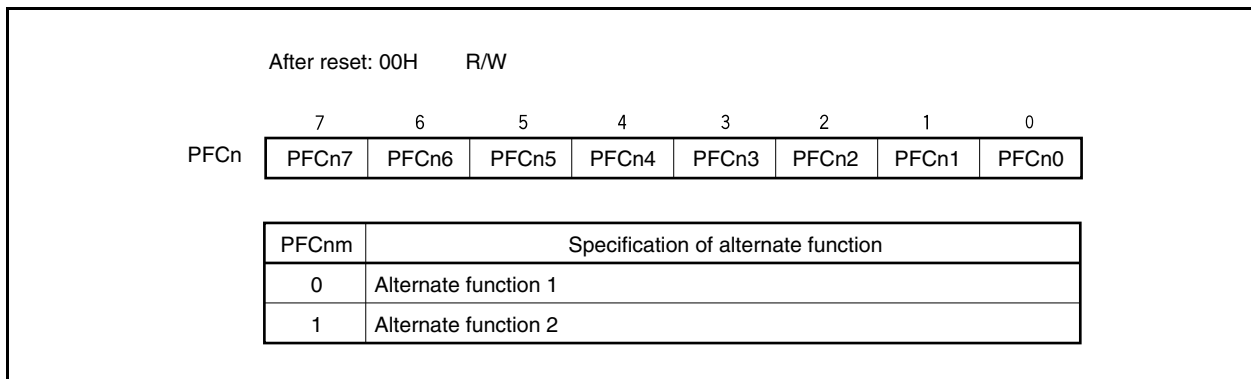 After reset: 00H R/W
7 6 5 4 3 2 1 0
PFCn PFCn7 PFCn6 PFCn5 PFCn4 PFCn3 PFCn2 PFCn1 PFCn0
PFCnm Specification of alternate function
0 Alternate function 1
1 Alternate function 2